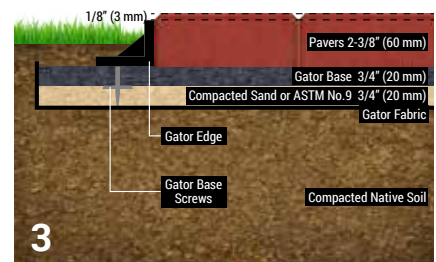 1/8" (3 mm)
Pavers 2-3/8" (60 mm)
Gator Base 3/4" (20 mm)
Compacted Sand or ASTM No.9 3/4" (20 mm)
Gator Fabric
Gator Edge
Gator Base
Screws
Compacted Native Soil
3